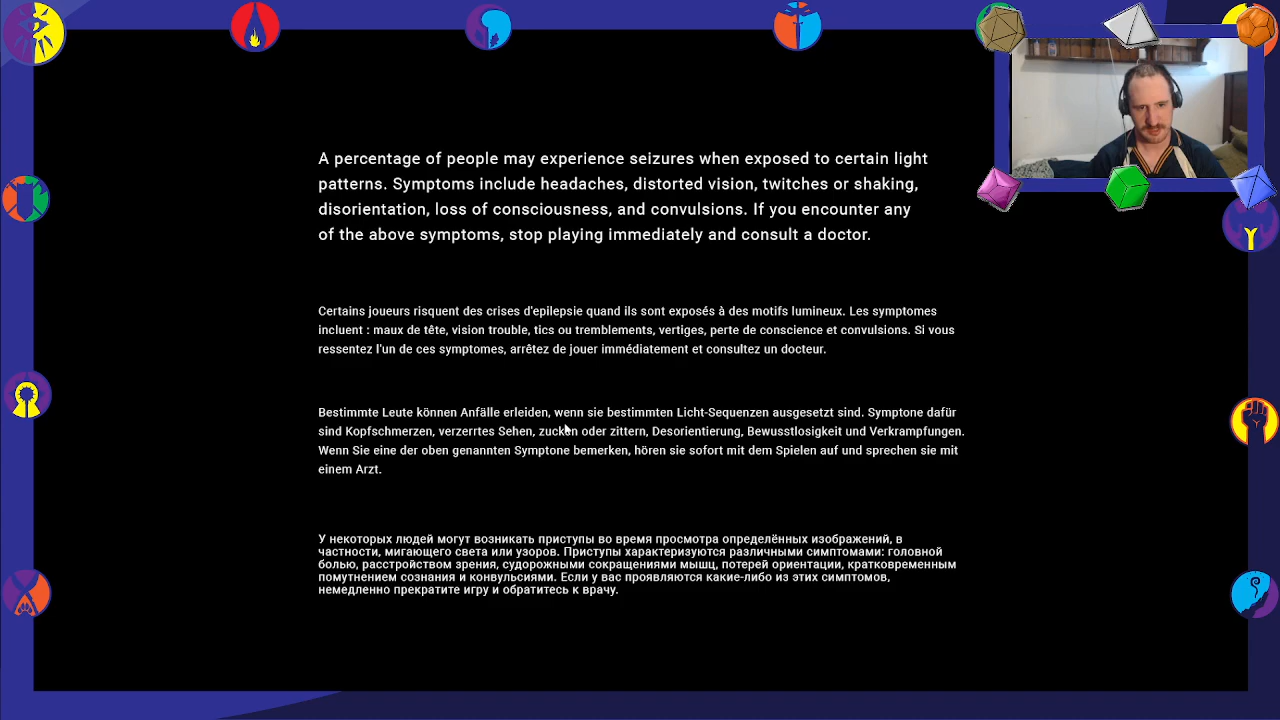 A percentage of people may experience seizures when exposed to certain light
patterns. Symptoms include headaches, distorted vision, twitches or shaking,
disorientation, loss of consciousness, and convulsions. If you encounter any
of the above symptoms, stop playing immediately and consult a doctor.
Certains joueurs risquent des crises d'epilepsie quand ils sont exposés à des motifs lumineux. Les symptomes
incluent : maux de tête, vision trouble, tics ou tremblements, vertiges, perte de conscience et convulsions. Si vous
ressentez l'un de ces symptomes, arrêtez de jouer immédiatement et consultez un docteur.
Bestimmte Leute können Anfälle erleiden, wenn sie bestimmten Licht-Sequenzen ausgesetzt sind. Symptone dafür
sind Kopfschmerzen, verzerrtes Sehen, zucken oder zittern, Desorientierung, Bewusstlosigkeit und Verkrampfungen.
Wenn Sie eine der oben genannten Symptone bemerken, hören sie sofort mit dem Spielen auf und sprechen sie mit
einem Arzt.
У некоторых людей могут возникать приступы во время просмотра определённых изображений, в
частности, мигающего света или узоров. Приступы характеризуются различными симптомами: головной
болью, расстройством зрения, судорожными сокращениями мышц, потерей ориентации, кратковременным
помутнением сознания и конвульсиями. Если у вас проявляются какие-либо из этих симптомов,
немедленно прекратите игру и обратитесь к врачу.